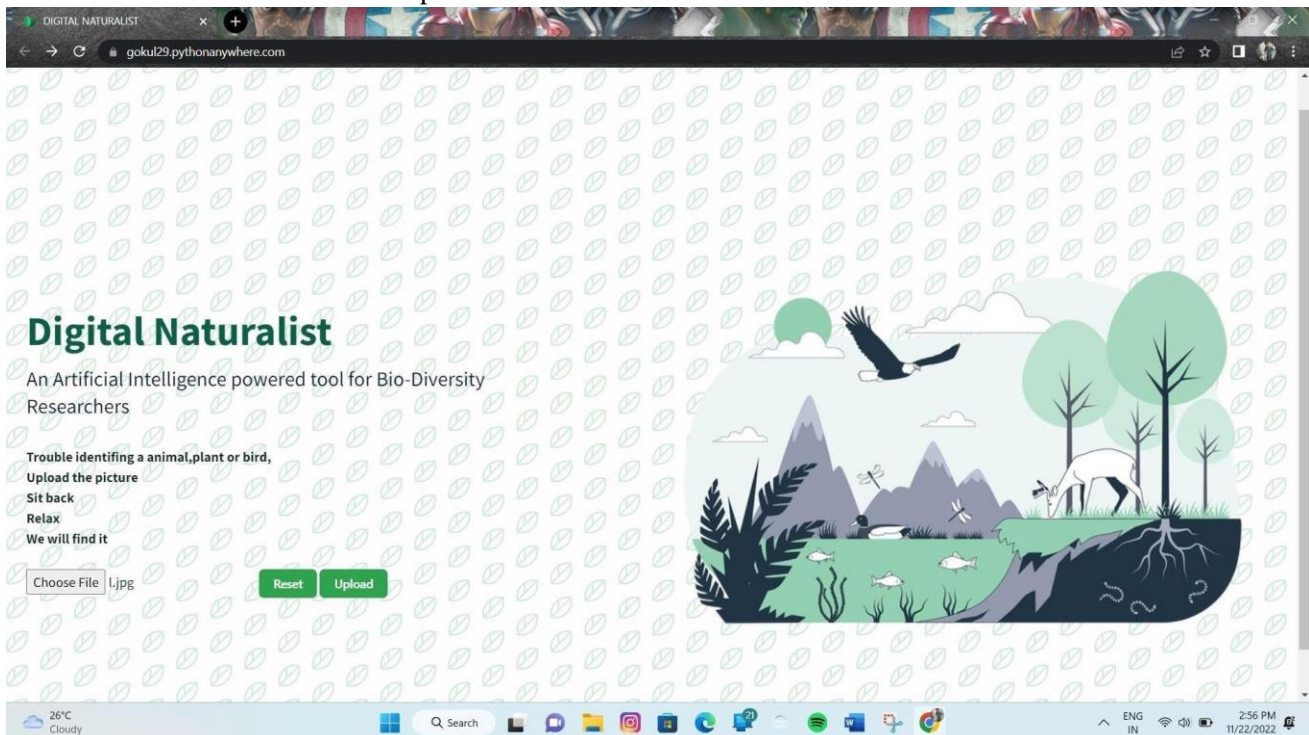 DIGITAL NATURALIST
gokul29.pythonanywhere.com
Digital Naturalist
An Artificial Intelligence powered tool for Bio-Diversity
Researchers
Trouble identifing a animal,plant or bird,
Upload the picture
Sit back
Relax
We will find it
Choose File l.jpg
Reset Upload
26°C
Cloudy
Search
21
ENG
IN
2:56 PM
11/22/2022